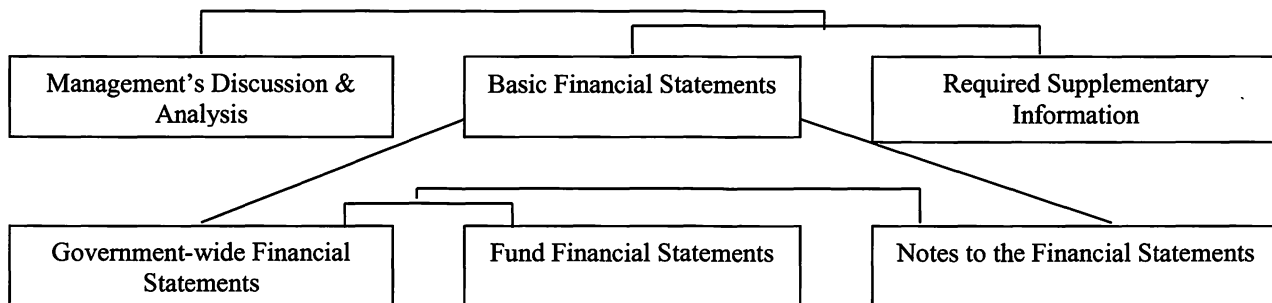 Management's Discussion &
Analysis
Basic Financial Statements
Required Supplementary
Information
Government-wide Financial
Statements
Fund Financial Statements
Notes to the Financial Statements